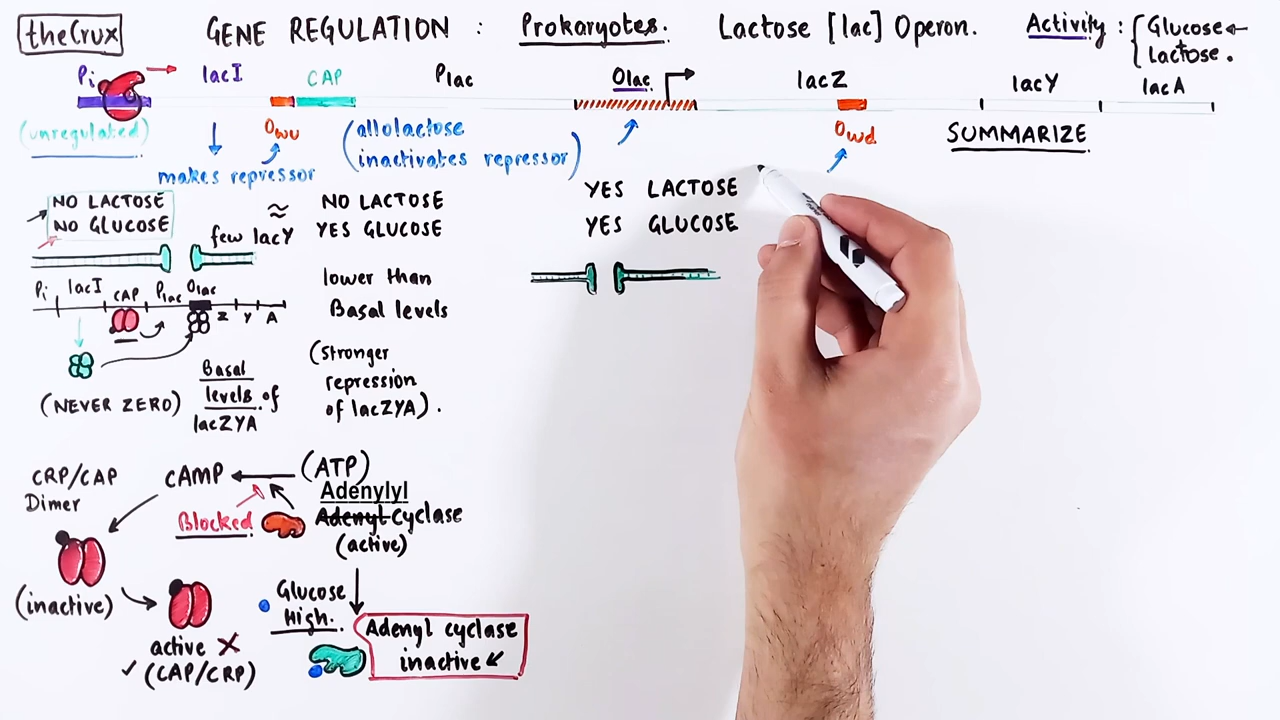 theCrux
GENE REGULATION : Prokaryotes. Lactose [lac] Operon. Activity : { Glucose ←
+
Lactose.
Pi lacI CAP Plac Olac lacZ lacY lacA
(unregulated)
makes repressor
Owu
(allolactose
inactivates repressor)
Owd
SUMMARIZE
NO LACTOSE
NO GLUCOSE
≈
NO LACTOSE
YES GLUCOSE
YES LACTOSE
YES GLUCOSE
few lacY
Pi lacI CAP Plac Olac Z Y A
lower than
Basal levels
(Stronger
repression
of lacZYA).
(NEVER ZERO)
Basal
levels of
lacZYA
CRP/CAP
Dimer
cAMP ← (ATP)
Blocked
Adenylyl
Adenyl Cyclase
(active)
(inactive)
active X
✓ (CAP/CRP)
Glucose
High.
Adenyl cyclase
inactive ↙